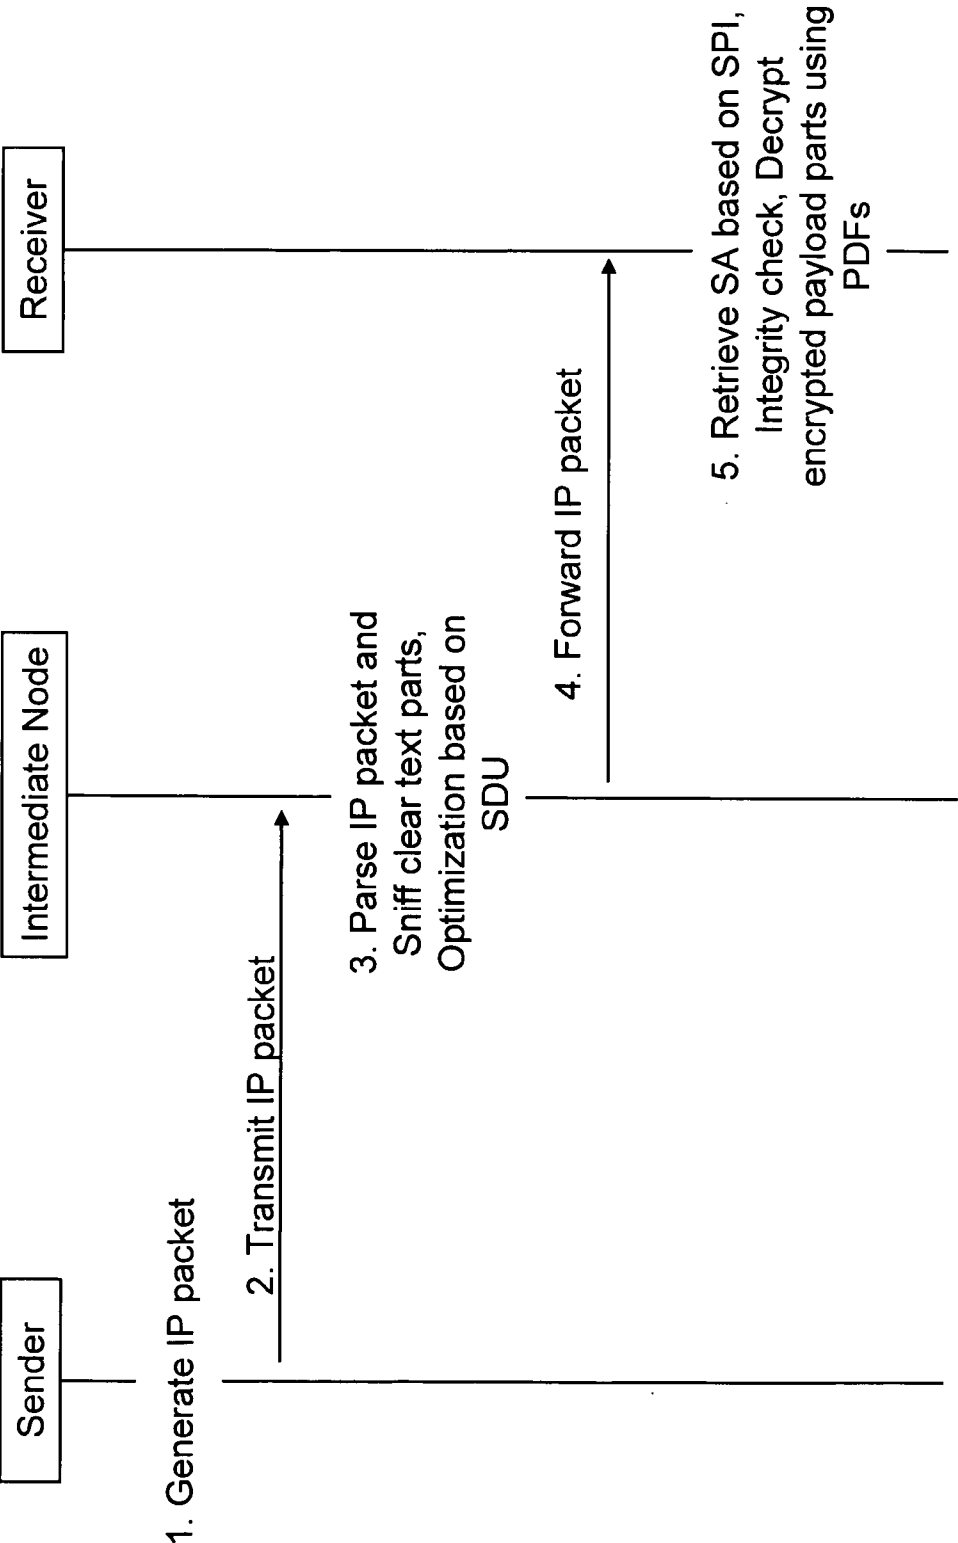 Sender
Intermediate Node
Receiver
1. Generate IP packet
2. Transmit IP packet
3. Parse IP packet and
Sniff clear text parts,
Optimization based on
SDU
4. Forward IP packet
5. Retrieve SA based on SPI,
Integrity check, Decrypt
encrypted payload parts using
PDFs